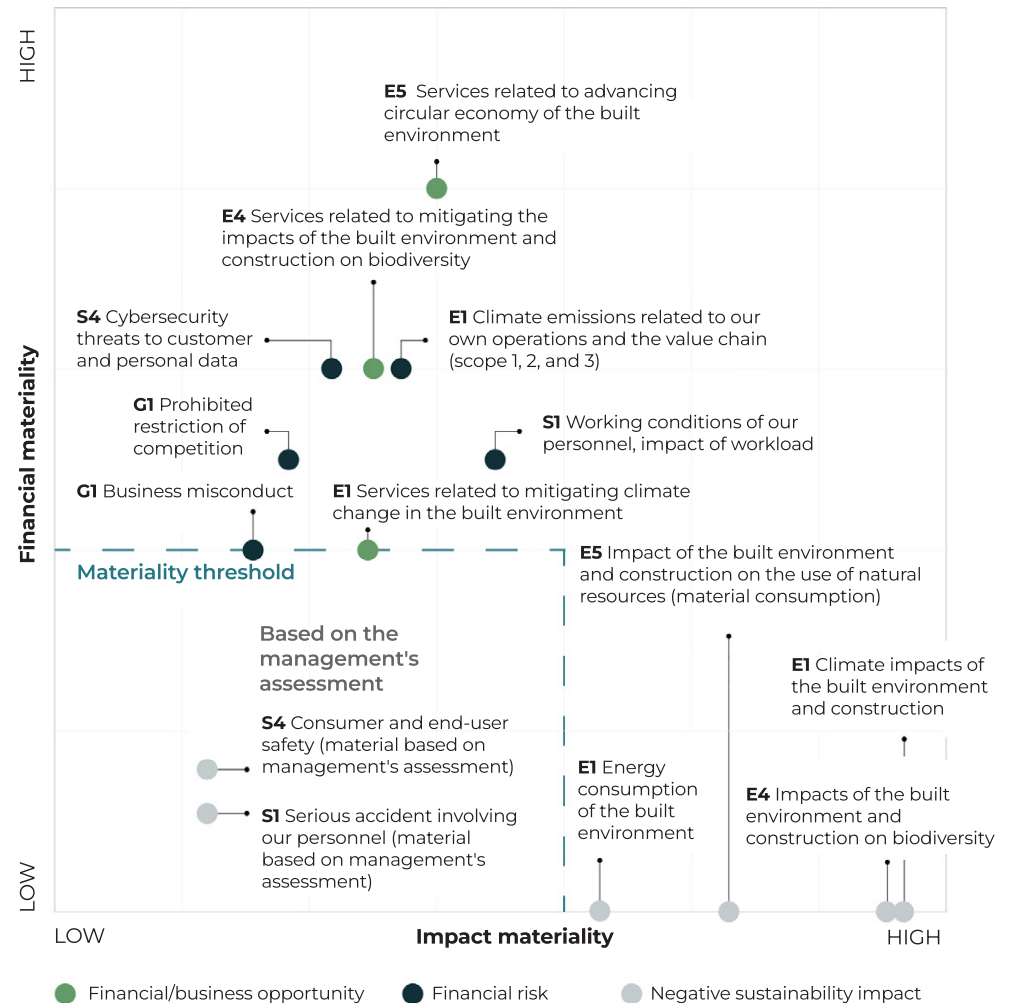 HIGH
E5 Services related to advancing
circular economy of the built
environment
E4 Services related to mitigating the
impacts of the built environment and
construction on biodiversity
S4 Cybersecurity
threats to customer
and personal data
E1 Climate emissions related to our
own operations and the value chain
(scope 1, 2, and 3)
G1 Prohibited
restriction of
competition
S1 Working conditions of our
personnel, impact of workload
Financial materiality
G1 Business misconduct
E1 Services related to mitigating climate
change in the built environment
Materiality threshold
E5 Impact of the built environment
and construction on the use of natural
resources (material consumption)
Based on the
management's
assessment
E1 Climate impacts of
the built environment
and construction
S4 Consumer and end-user
safety (material based on
management's assessment)
E1 Energy
consumption
of the built
environment
E4 Impacts of the built
environment and
construction on biodiversity
S1 Serious accident involving
our personnel (material
based on management's
assessment)
LOW
LOW
Impact materiality
HIGH
Financial/business opportunity
Financial risk
Negative sustainability impact